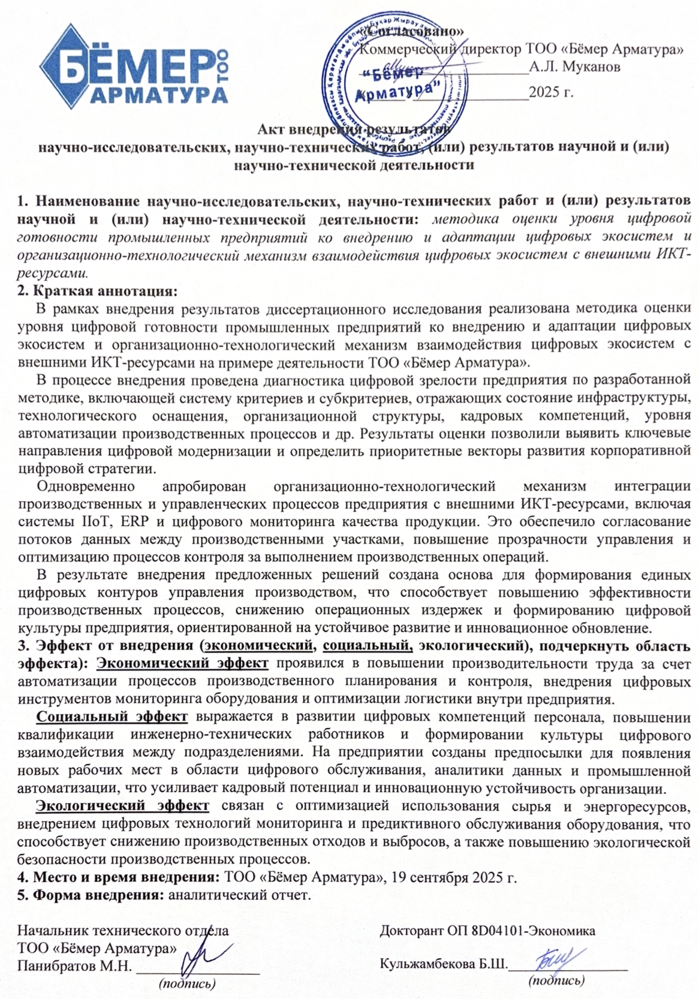 БЁМЕР ТОО
АРМАТУРА
«Согласовано»
Коммерческий директор ТОО «Бёмер Арматура»
А.Л. Муканов
2025 г.
“Бёмер
Арматура”
Акт внедрения результатов
научно-исследовательских, научно-технических работ, (или) результатов научной и (или)
научно-технической деятельности
1. Наименование научно-исследовательских, научно-технических работ и (или) результатов
научной и (или) научно-технической деятельности: методика оценки уровня цифровой
готовности промышленных предприятий ко внедрению и адаптации цифровых экосистем и
организационно-технологический механизм взаимодействия цифровых экосистем с внешними ИКТ-
ресурсами.
2. Краткая аннотация:
В рамках внедрения результатов диссертационного исследования реализована методика оценки
уровня цифровой готовности промышленных предприятий ко внедрению и адаптации цифровых
экосистем и организационно-технологический механизм взаимодействия цифровых экосистем с
внешними ИКТ-ресурсами на примере деятельности ТОО «Бёмер Арматура».
В процессе внедрения проведена диагностика цифровой зрелости предприятия по разработанной
методике, включающей систему критериев и субкритериев, отражающих состояние инфраструктуры,
технологического оснащения, организационной структуры, кадровых компетенций, уровня
автоматизации производственных процессов и др. Результаты оценки позволили выявить ключевые
направления цифровой модернизации и определить приоритетные векторы развития корпоративной
цифровой стратегии.
Одновременно апробирован организационно-технологический механизм интеграции
производственных и управленческих процессов предприятия с внешними ИКТ-ресурсами, включая
системы IIoT, ERP и цифрового мониторинга качества продукции. Это обеспечило согласование
потоков данных между производственными участками, повышение прозрачности управления и
оптимизацию процессов контроля за выполнением производственных операций.
В результате внедрения предложенных решений создана основа для формирования единых
цифровых контуров управления производством, что способствует повышению эффективности
производственных процессов, снижению операционных издержек и формированию цифровой
культуры предприятия, ориентированной на устойчивое развитие и инновационное обновление.
3. Эффект от внедрения (экономический, социальный, экологический), подчеркнуть область
эффекта): Экономический эффект проявился в повышении производительности труда за счет
автоматизации процессов производственного планирования и контроля, внедрения цифровых
инструментов мониторинга оборудования и оптимизации логистики внутри предприятия.
Социальный эффект выражается в развитии цифровых компетенций персонала, повышении
квалификации инженерно-технических работников и формировании культуры цифрового
взаимодействия между подразделениями. На предприятии созданы предпосылки для появления
новых рабочих мест в области цифрового обслуживания, аналитики данных и промышленной
автоматизации, что усиливает кадровый потенциал и инновационную устойчивость организации.
Экологический эффект связан с оптимизацией использования сырья и энергоресурсов,
внедрением цифровых технологий мониторинга и предиктивного обслуживания оборудования, что
способствует снижению производственных отходов и выбросов, а также повышению экологической
безопасности производственных процессов.
4. Место и время внедрения: ТОО «Бёмер Арматура», 19 сентября 2025 г.
5. Форма внедрения: аналитический отчет.
Начальник технического отдела
ТОО «Бёмер Арматура»
Панибратов М.Н.
(подпись)
Докторант ОП 8D04101-Экономика
Кульжамбекова Б.Ш.
(подпись)